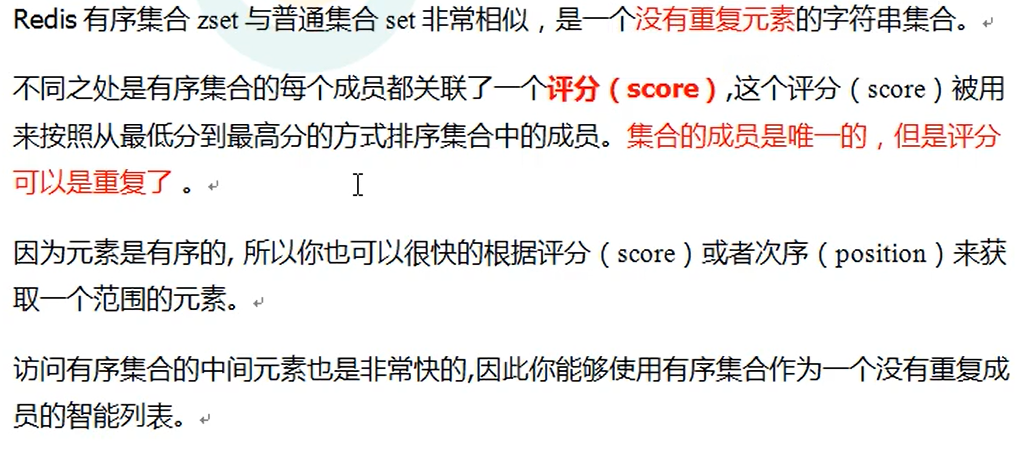 Redis 有序集合 zset 与普通集合 set 非常相似，是一个没有重复元素的字符串集合。
不同之处是有序集合的每个成员都关联了一个评分（score）,这个评分（score）被用
来按照从最低分到最高分的方式排序集合中的成员。集合的成员是唯一的，但是评分
可以是重复了 。
因为元素是有序的, 所以你也可以很快的根据评分（score）或者次序（position）来获
取一个范围的元素。
访问有序集合的中间元素也是非常快的,因此你能够使用有序集合作为一个没有重复成
员的智能列表。